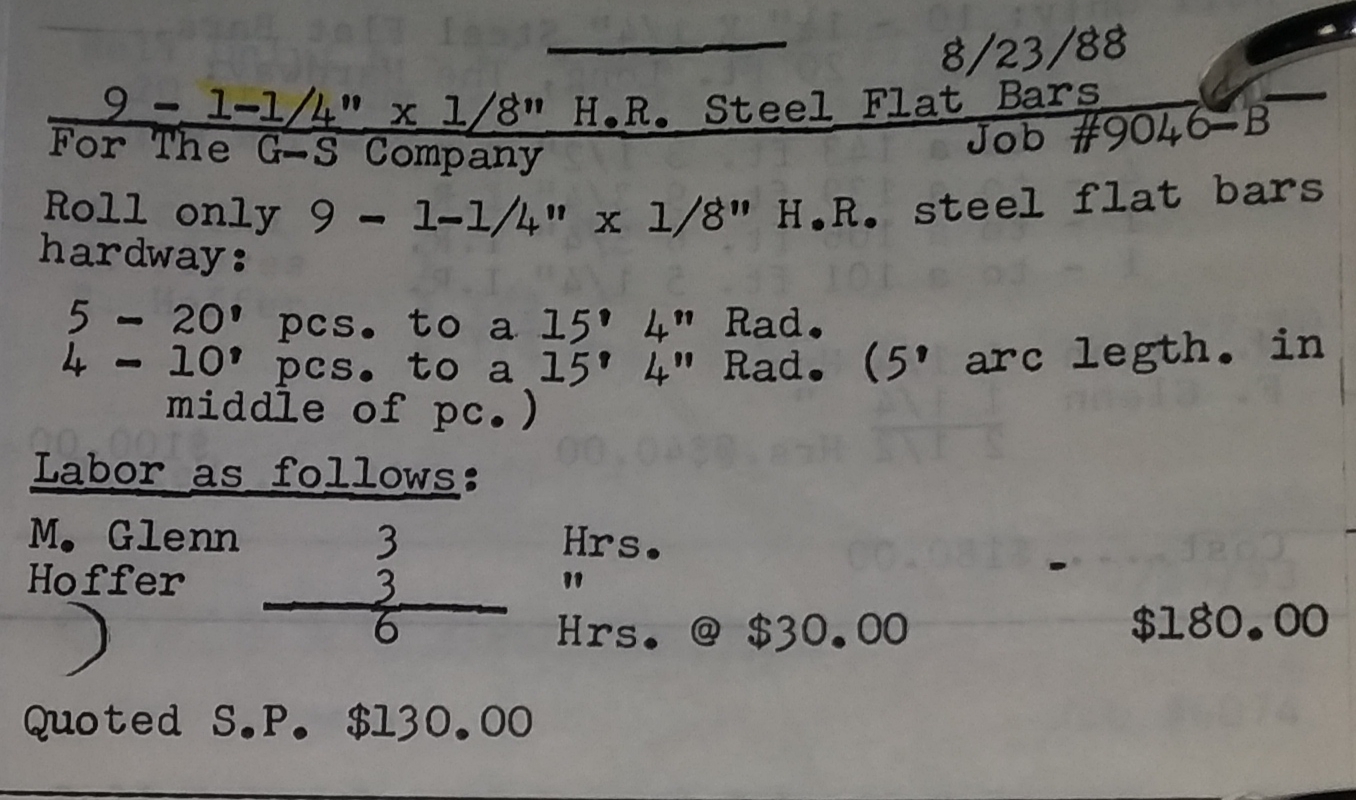 8/23/88
9 - 1-1/4" x 1/8" H.R. Steel Flat Bars
For The G-S Company Job #9046-B
Roll only 9 - 1-1/4" x 1/8" H.R. steel flat bars
hardway:
5 - 20' pcs. to a 15' 4" Rad.
4 - 10' pcs. to a 15' 4" Rad. (5' arc legth. in
middle of pc.)
Labor as follows:
M. Glenn 3 Hrs.
Hoffer 3 "
6 Hrs. @ $30.00 $180.00
Quoted S.P. $130.00